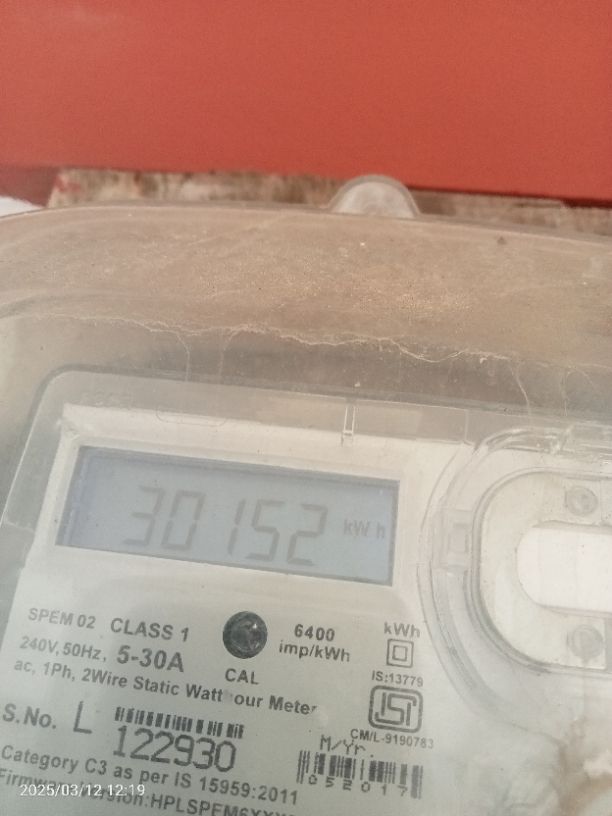 30152 kWh
SPEM 02 CLASS 1
6400
imp/kWh
kWh
240V, 50Hz, 5-30A
CAL
IS:13779
ac, 1Ph, 2Wire Static Watt our Meter
ISI
CM/L-9190783
S.No. L 122930
M/Yr.
052017
Category C3 as per IS 15959:2011
2025/03/12 12:19